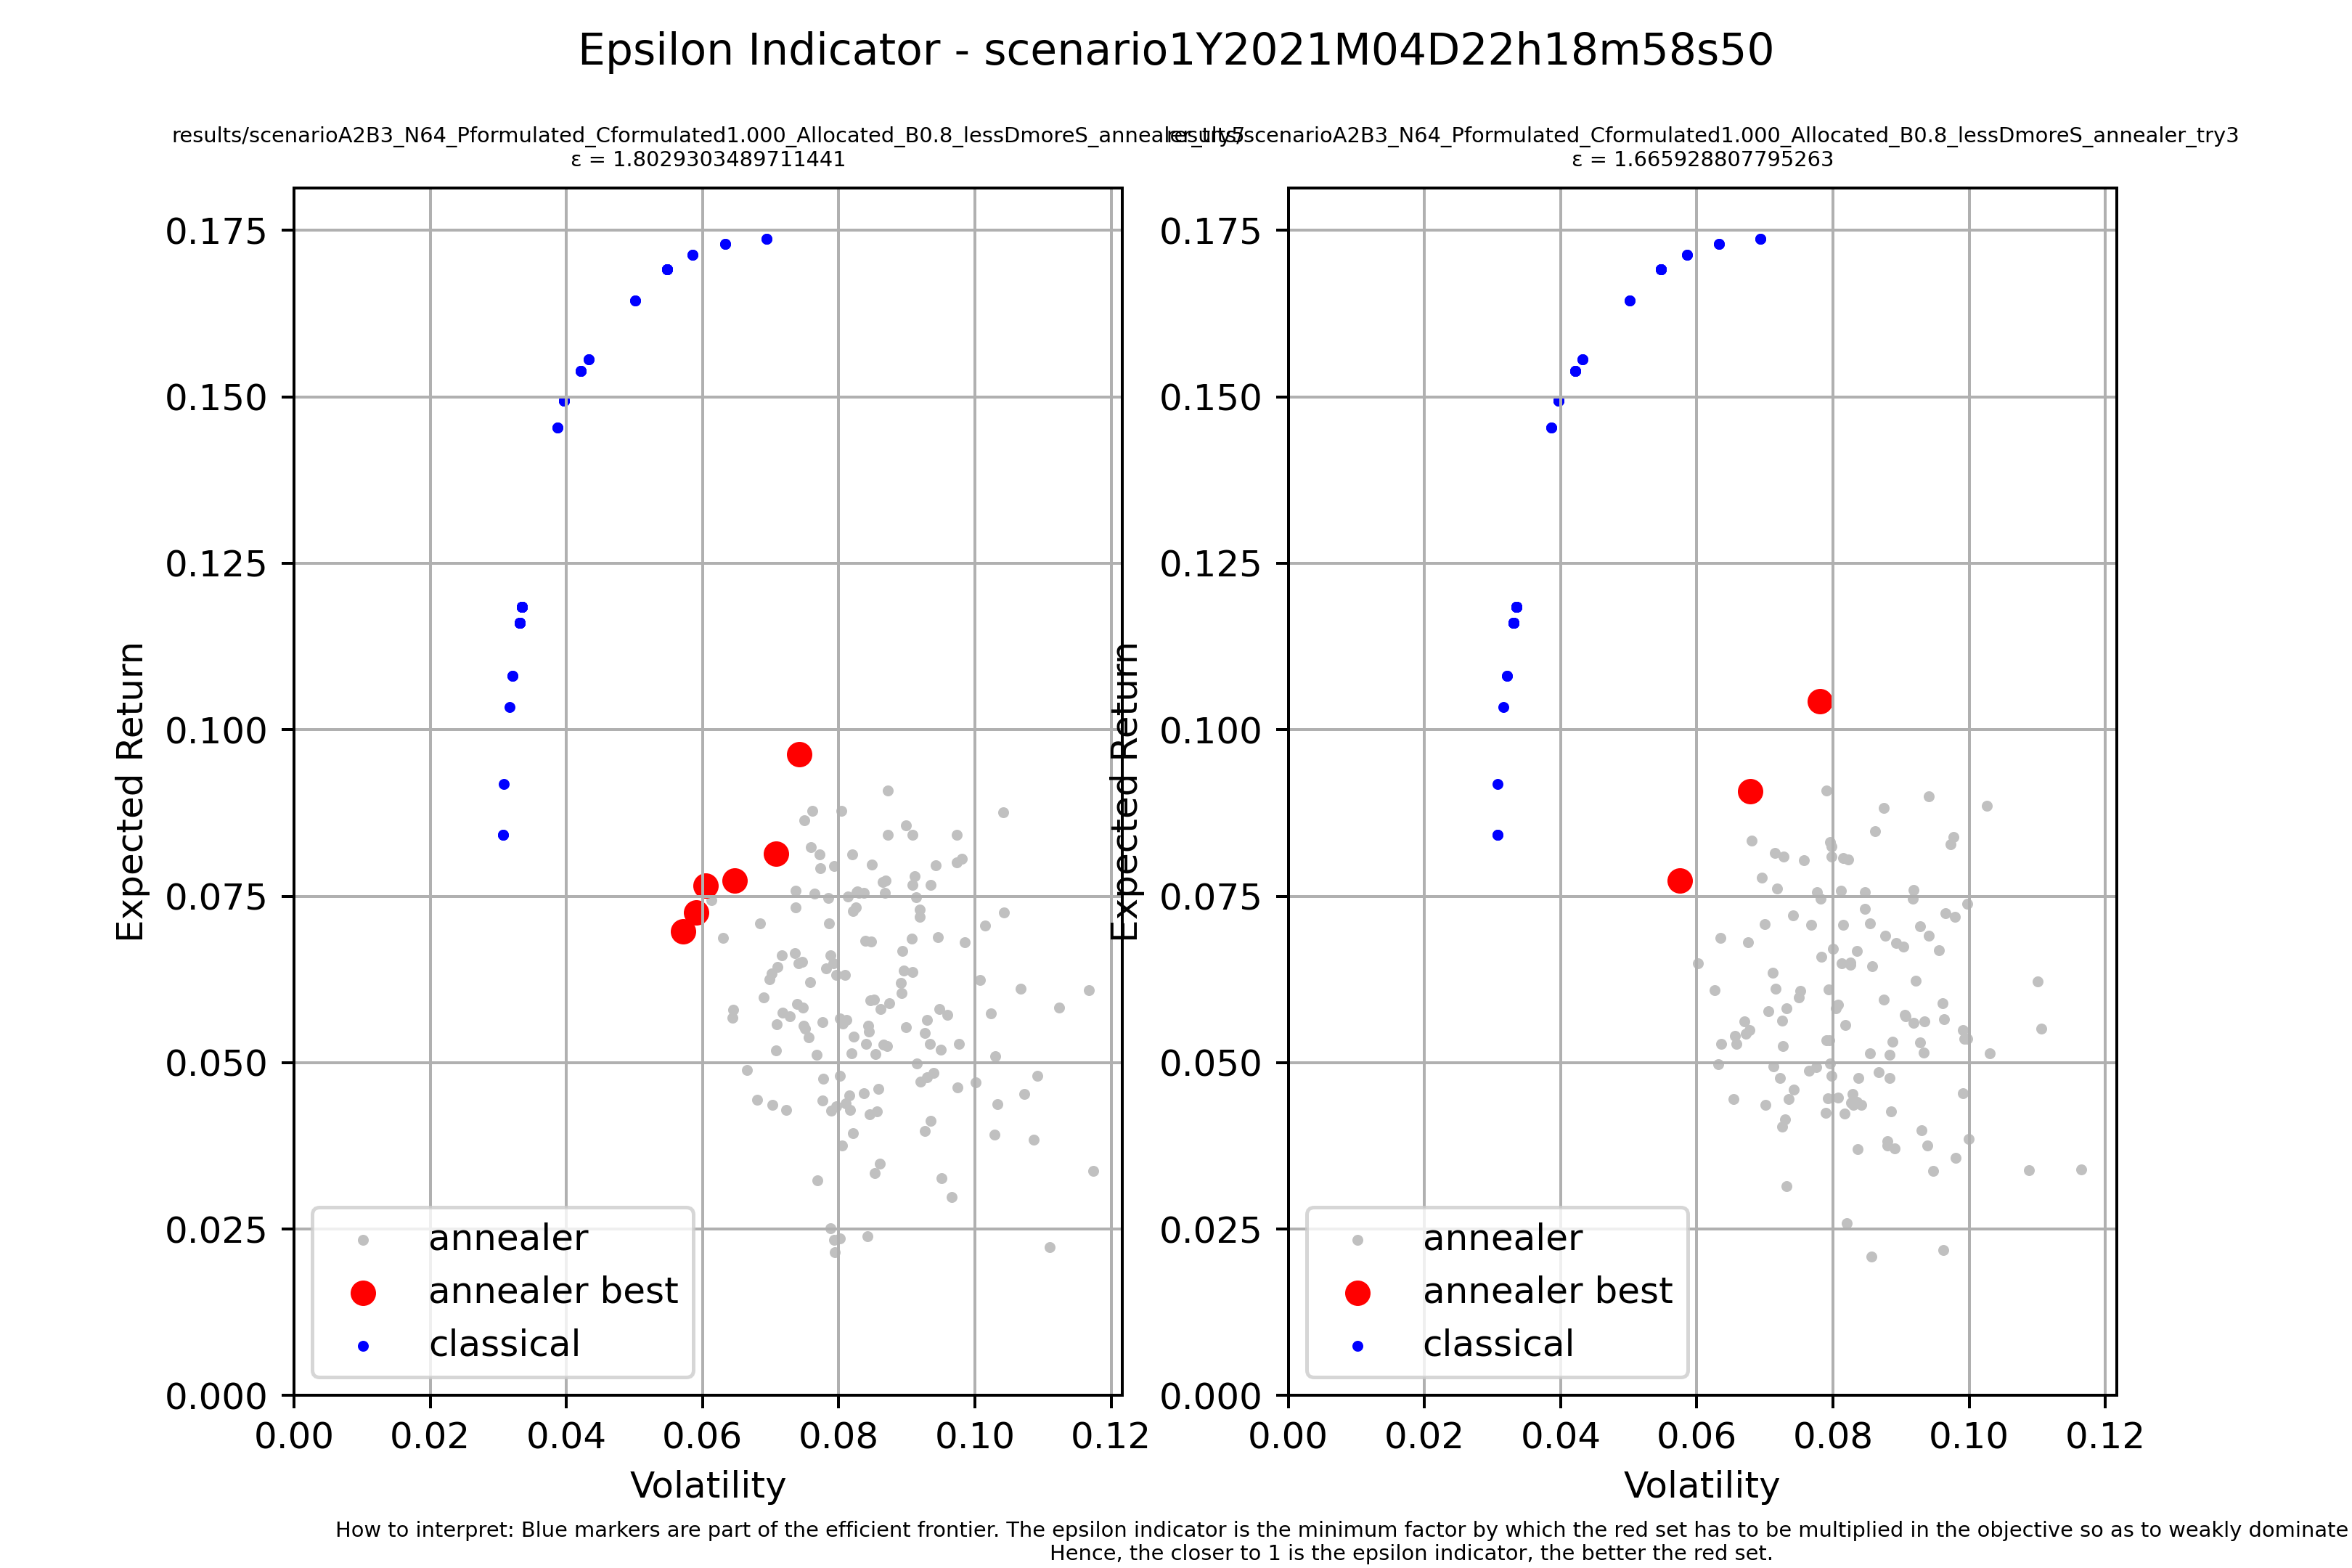 Epsilon Indicator - scenario1Y2021M04D22h18m58s50
results/scenarioA2B3_N64_Pformulated_Cformulated1.000_Allocated_B0.8_lessDmoreS_annealer
ε = 1.8029303489711441
results/scenarioA2B3_N64_Pformulated_Cformulated1.000_Allocated_B0.8_lessDmoreS_annealer_try3
ε = 1.665928807795263
Expected Return
0.175
0.150
0.125
0.100
0.075
0.050
0.025
0.000
annealer
annealer best
classical
0.00 0.02 0.04 0.06 0.08 0.10 0.12
Volatility
Expected Return
0.175
0.150
0.125
0.100
0.075
0.050
0.025
0.000
annealer
annealer best
classical
0.00 0.02 0.04 0.06 0.08 0.10 0.12
Volatility
How to interpret: Blue markers are part of the efficient frontier. The epsilon indicator is the minimum factor by which the red set has to be multiplied in the objective so as to weakly dominate
Hence, the closer to 1 is the epsilon indicator, the better the red set.